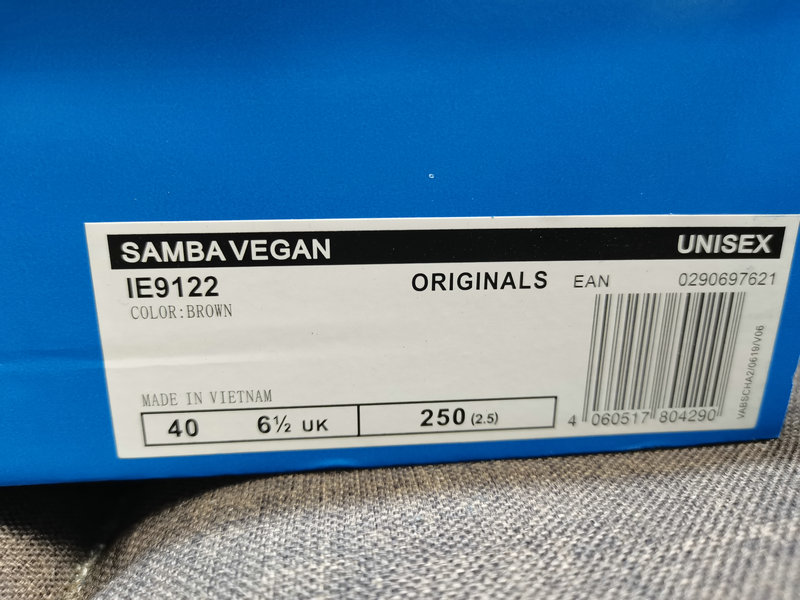 SAMBA VEGAN UNISEX
IE9122 ORIGINALS EAN 0290697621
COLOR:BROWN
VABSCHA2/0619/V06
MADE IN VIETNAM
40 6½ UK 250 (2.5)
4 060517 804290